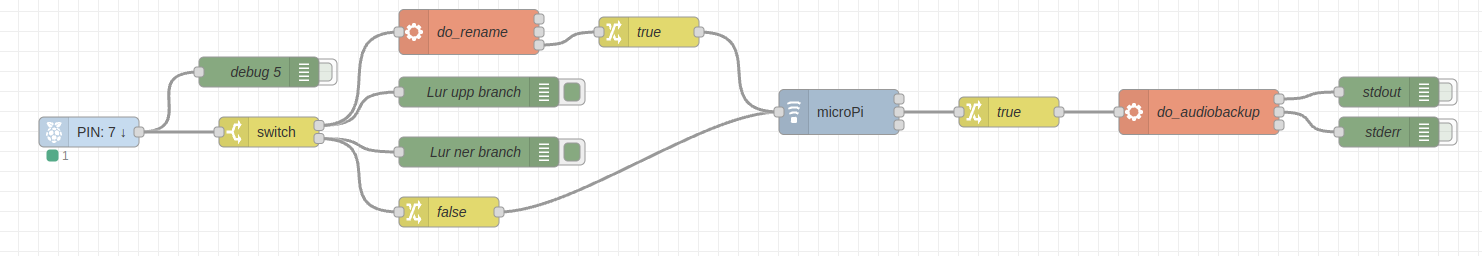 do_rename
true
debug 5
Lur upp branch
stdout
microPi
true
do_audiobackup
PIN: 7 ↓
switch
stderr
1
Lur ner branch
false